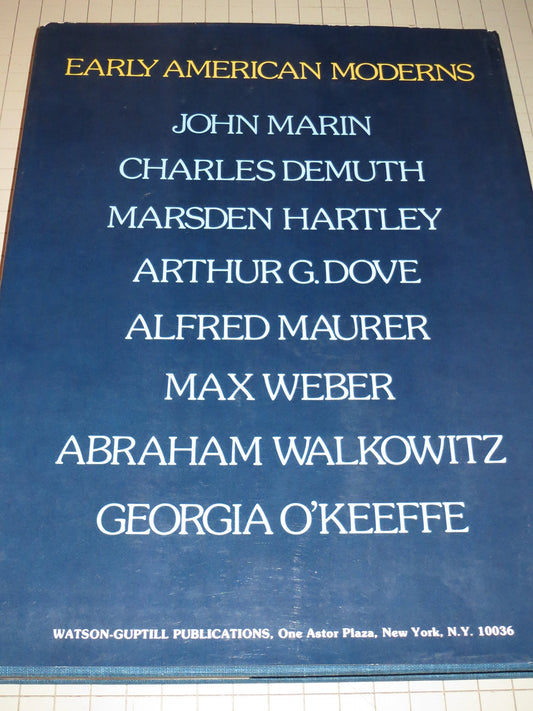 EARLY AMERICAN MODERNS
JOHN MARIN
CHARLES DEMUTH
MARSDEN HARTLEY
ARTHUR G. DOVE
ALFRED MAURER
MAX WEBER
ABRAHAM WALKOWITZ
GEORGIA O'KEEFFE
WATSON-GUPTILL PUBLICATIONS, One Astor Plaza, New York, N.Y. 10036